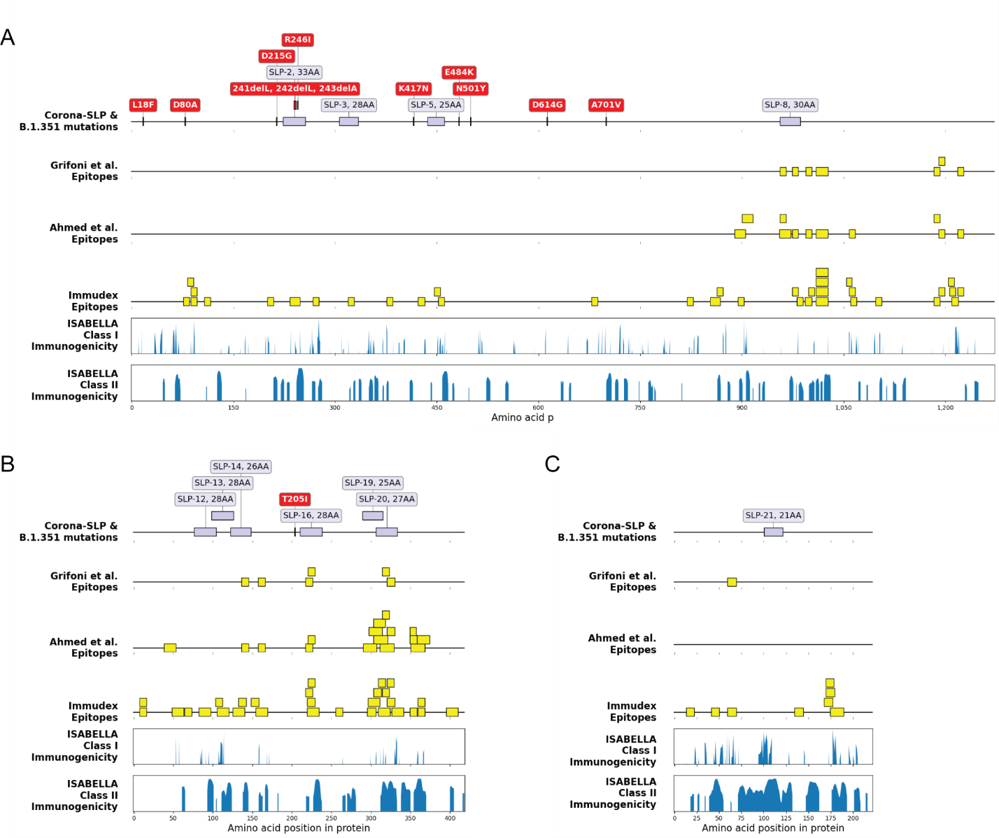 A
R246I
D215G
SLP-2, 33AA
E484K
241delL, 242delL, 243delA
K417N
N501Y
L18F
D80A
SLP-3, 28AA
SLP-5, 25AA
D614G
A701V
SLP-8, 30AA
Corona-SLP &
B.1.351 mutations
Grifoni et al.
Epitopes
Ahmed et al.
Epitopes
Immudex
Epitopes
ISABELLA
Class I
Immunogenicity
ISABELLA
Class II
Immunogenicity
0 150 300 450 600 750 900 1,050 1,200
Amino acid p
B
SLP-14, 26AA
SLP-13, 28AA
SLP-19, 25AA
SLP-12, 28AA
T205I
SLP-20, 27AA
SLP-16, 28AA
Corona-SLP &
B.1.351 mutations
Grifoni et al.
Epitopes
Ahmed et al.
Epitopes
Immudex
Epitopes
ISABELLA
Class I
Immunogenicity
ISABELLA
Class II
Immunogenicity
0 50 100 150 200 250 300 350 400
Amino acid position in protein
C
SLP-21, 21AA
Corona-SLP &
B.1.351 mutations
Grifoni et al.
Epitopes
Ahmed et al.
Epitopes
Immudex
Epitopes
ISABELLA
Class I
Immunogenicity
ISABELLA
Class II
Immunogenicity
0 25 50 75 100 125 150 175 200
Amino acid position in protein